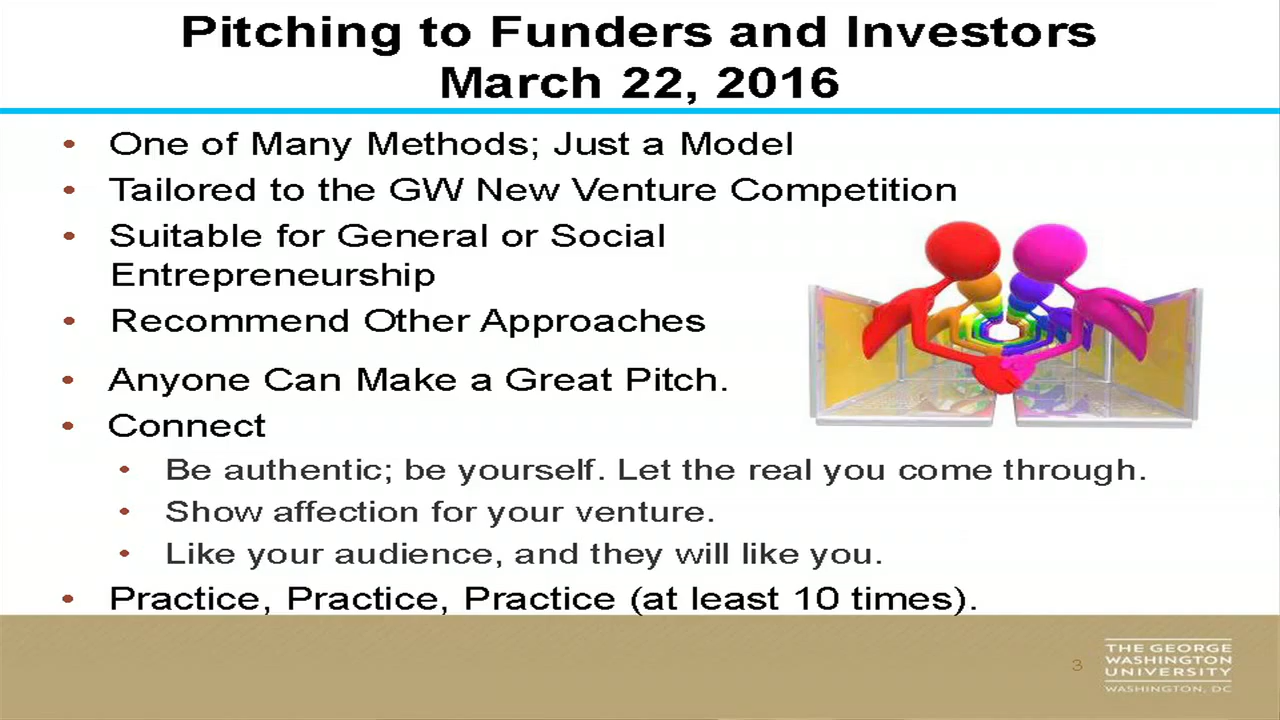 Pitching to Funders and Investors
March 22, 2016
• One of Many Methods; Just a Model
• Tailored to the GW New Venture Competition
• Suitable for General or Social
Entrepreneurship
• Recommend Other Approaches
• Anyone Can Make a Great Pitch.
• Connect
• Be authentic; be yourself. Let the real you come through.
• Show affection for your venture.
• Like your audience, and they will like you.
• Practice, Practice, Practice (at least 10 times).
3
THE GEORGE
WASHINGTON
UNIVERSITY
WASHINGTON, DC